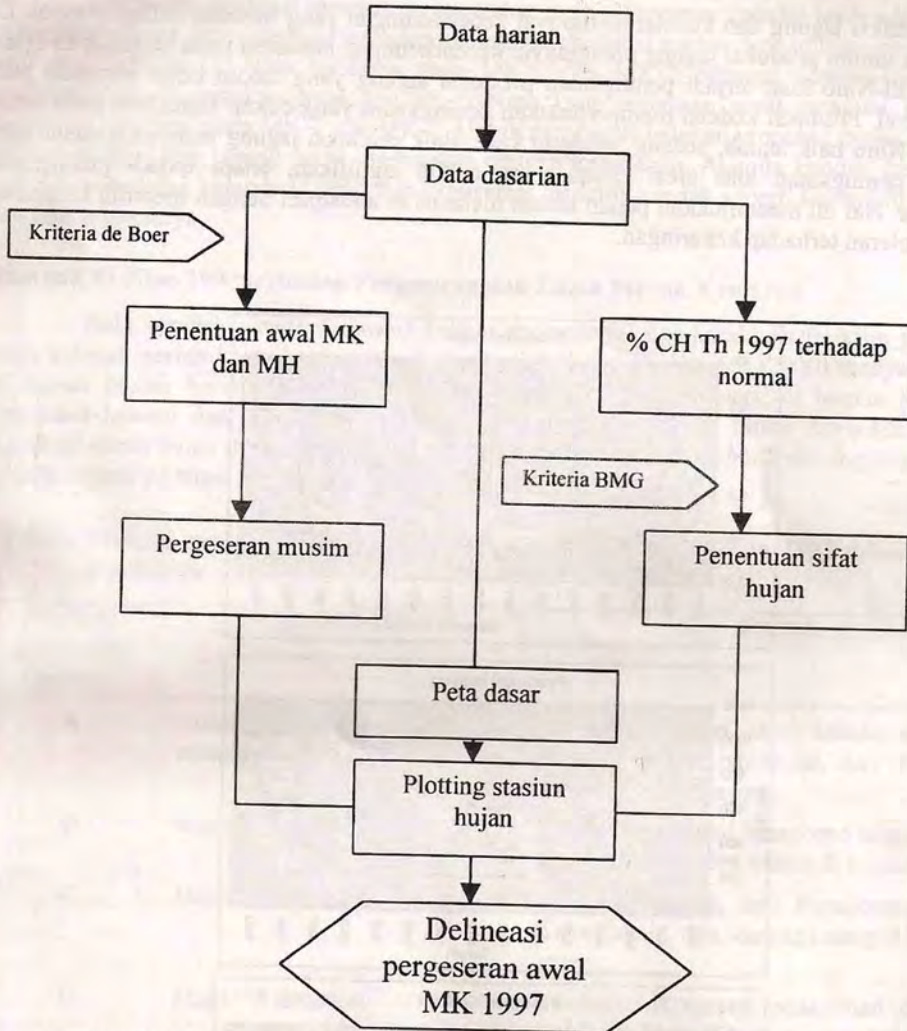 Data harian
Data dasarian
Kriteria de Boer
Penentuan awal MK
dan MH
% CH Th 1997 terhadap
normal
Kriteria BMG
Pergeseran musim
Penentuan sifat
hujan
Peta dasar
Plotting stasiun
hujan
Delineasi
pergeseran awal
MK 1997